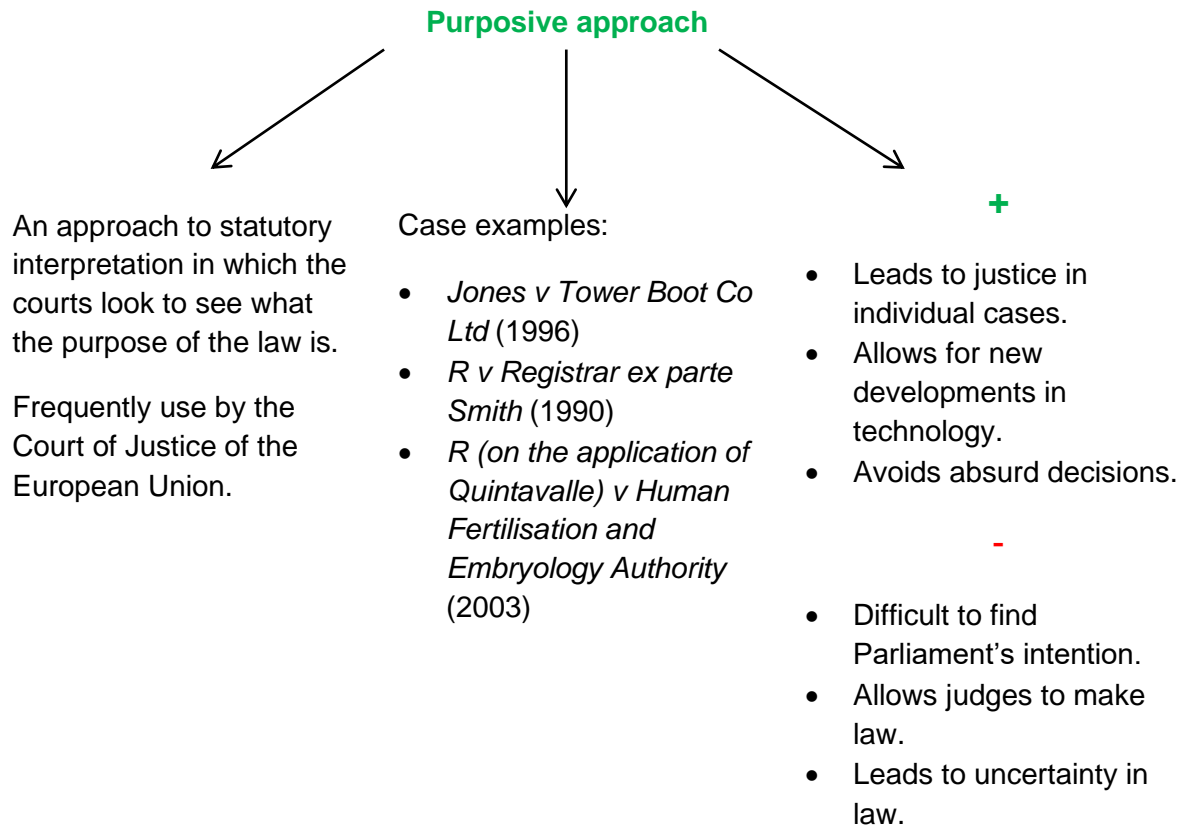 Purposive approach
An approach to statutory
interpretation in which the
courts look to see what
the purpose of the law is.
Frequently use by the
Court of Justice of the
European Union.
Case examples:
• Jones v Tower Boot Co
Ltd (1996)
• R v Registrar ex parte
Smith (1990)
• R (on the application of
Quintavalle) v Human
Fertilisation and
Embryology Authority
(2003)
+
• Leads to justice in
individual cases.
• Allows for new
developments in
technology.
• Avoids absurd decisions.
-
• Difficult to find
Parliament’s intention.
• Allows judges to make
law.
• Leads to uncertainty in
law.